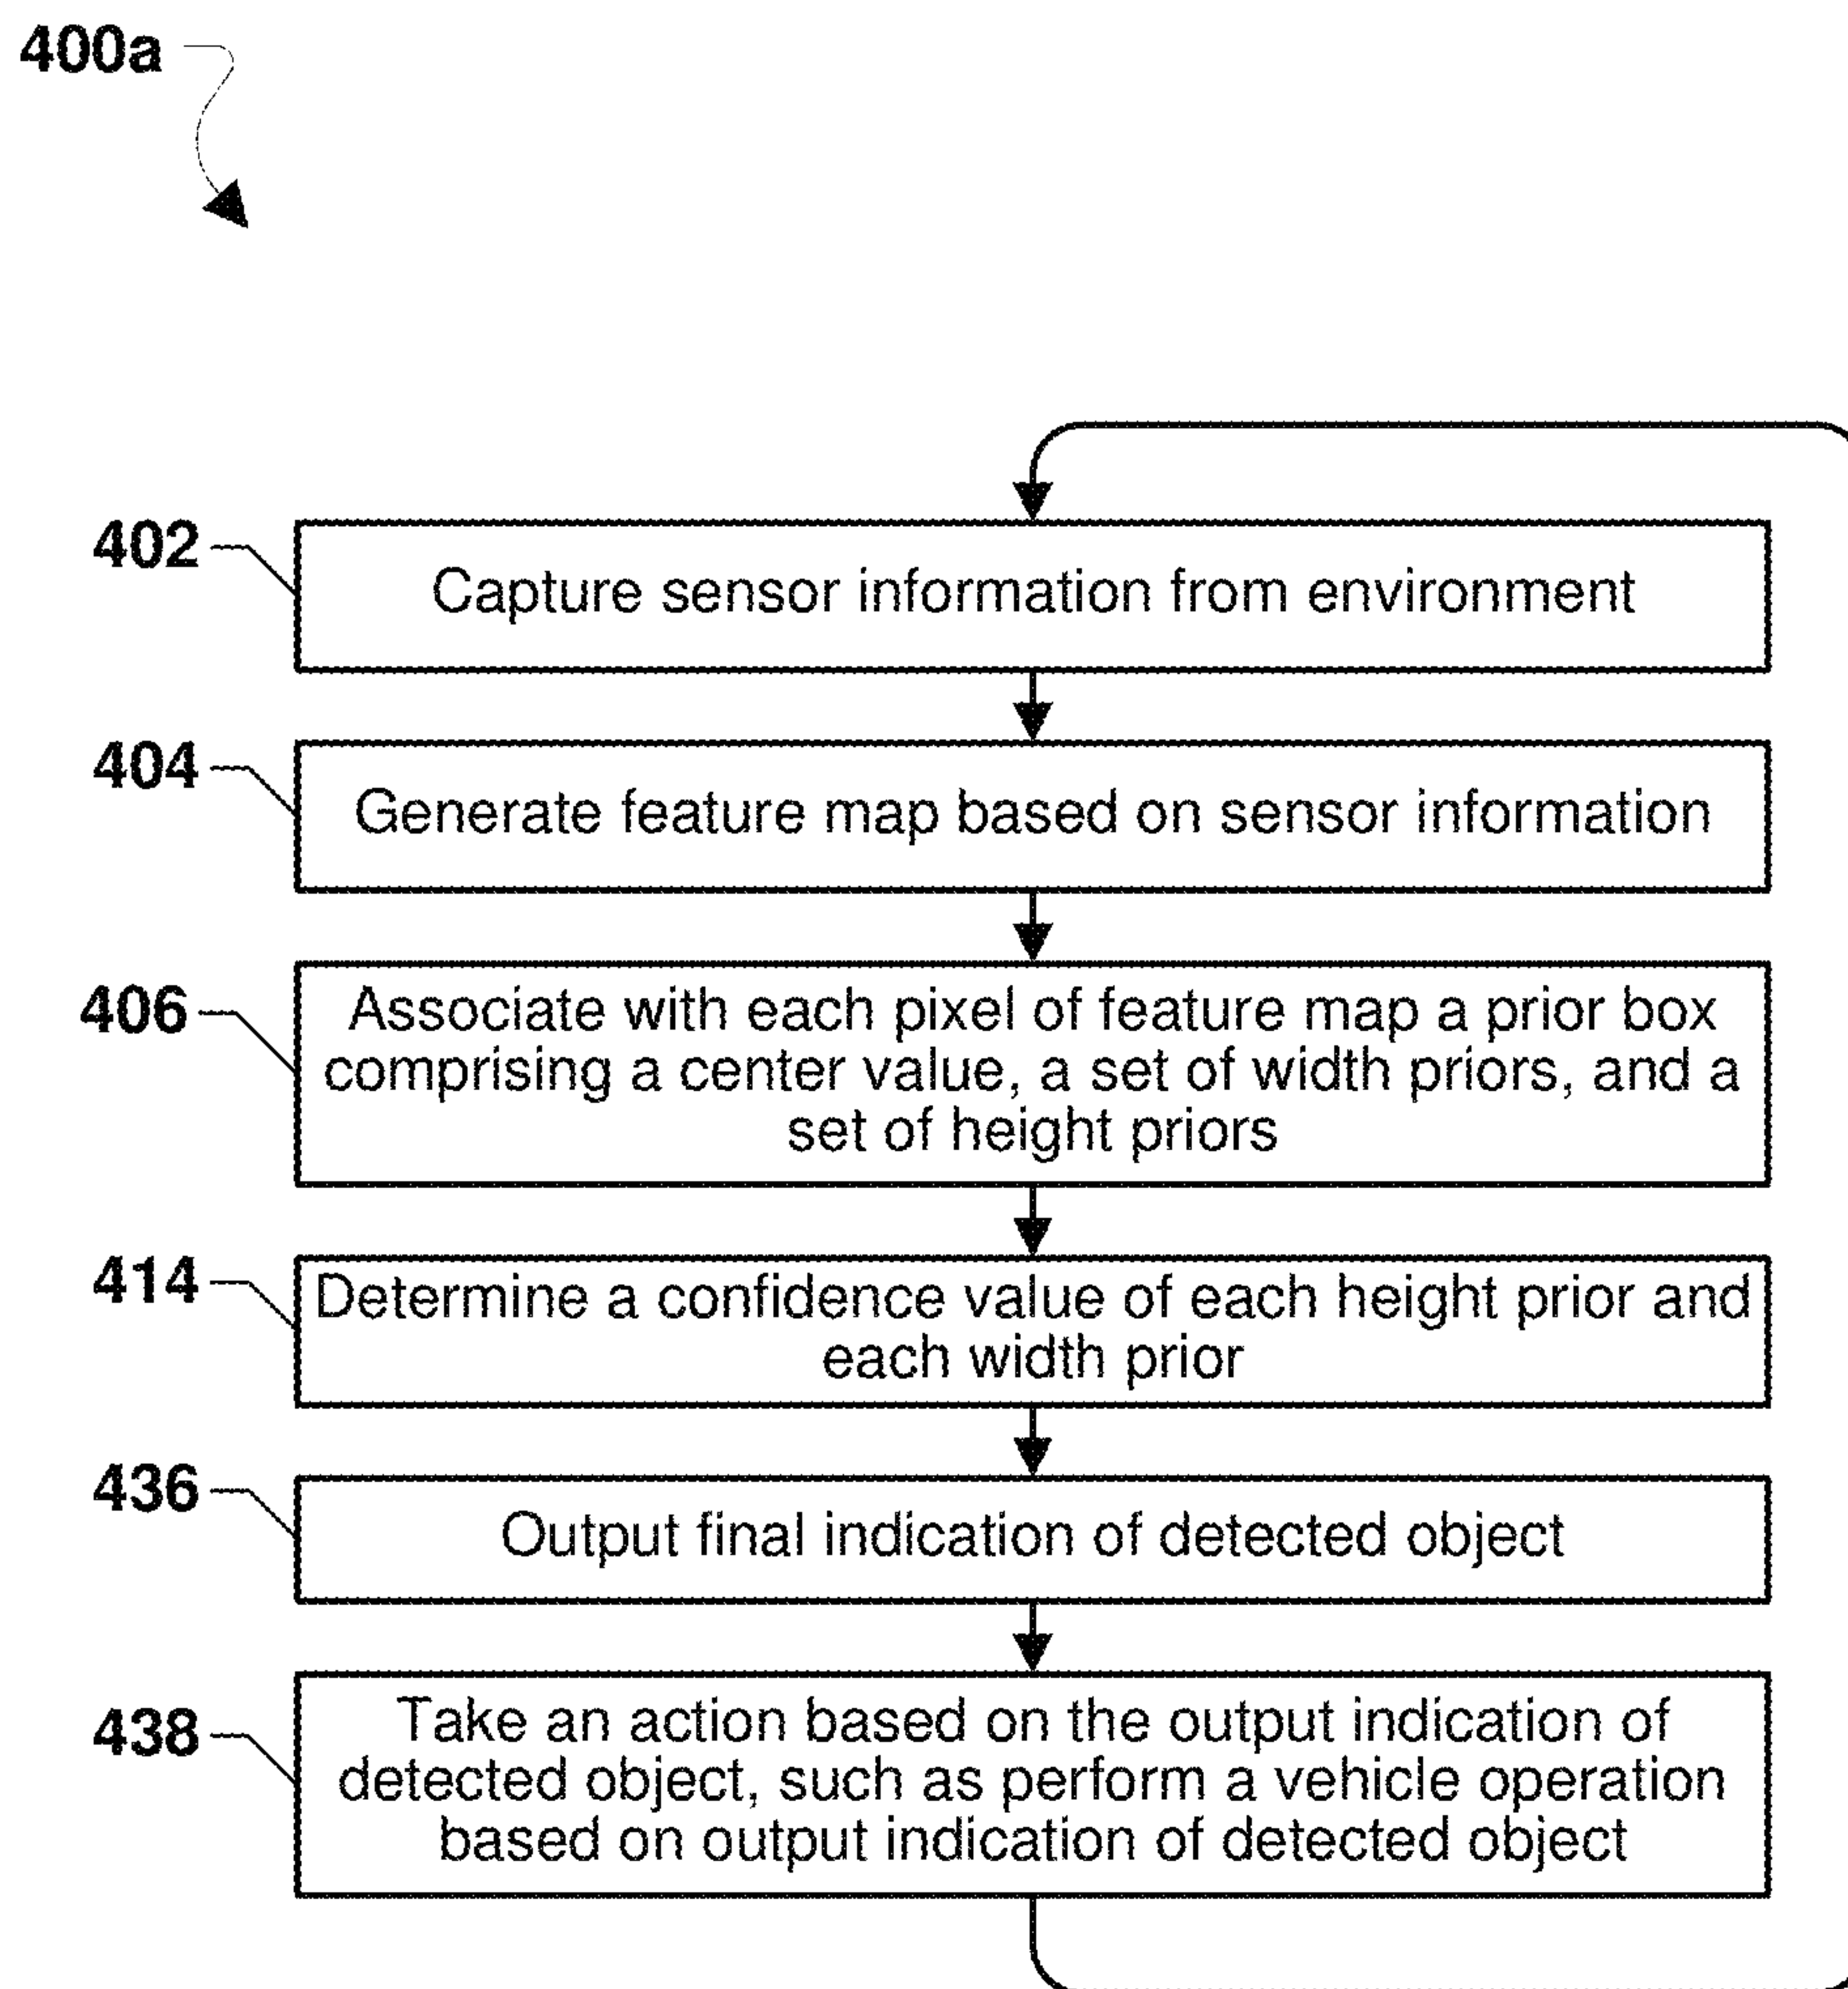 400a
402
Capture sensor information from environment
404
Generate feature map based on sensor information
406
Associate with each pixel of feature map a prior box
comprising a center value, a set of width priors, and a
set of height priors
414
Determine a confidence value of each height prior and
each width prior
436
Output final indication of detected object
438
Take an action based on the output indication of
detected object, such as perform a vehicle operation
based on output indication of detected object